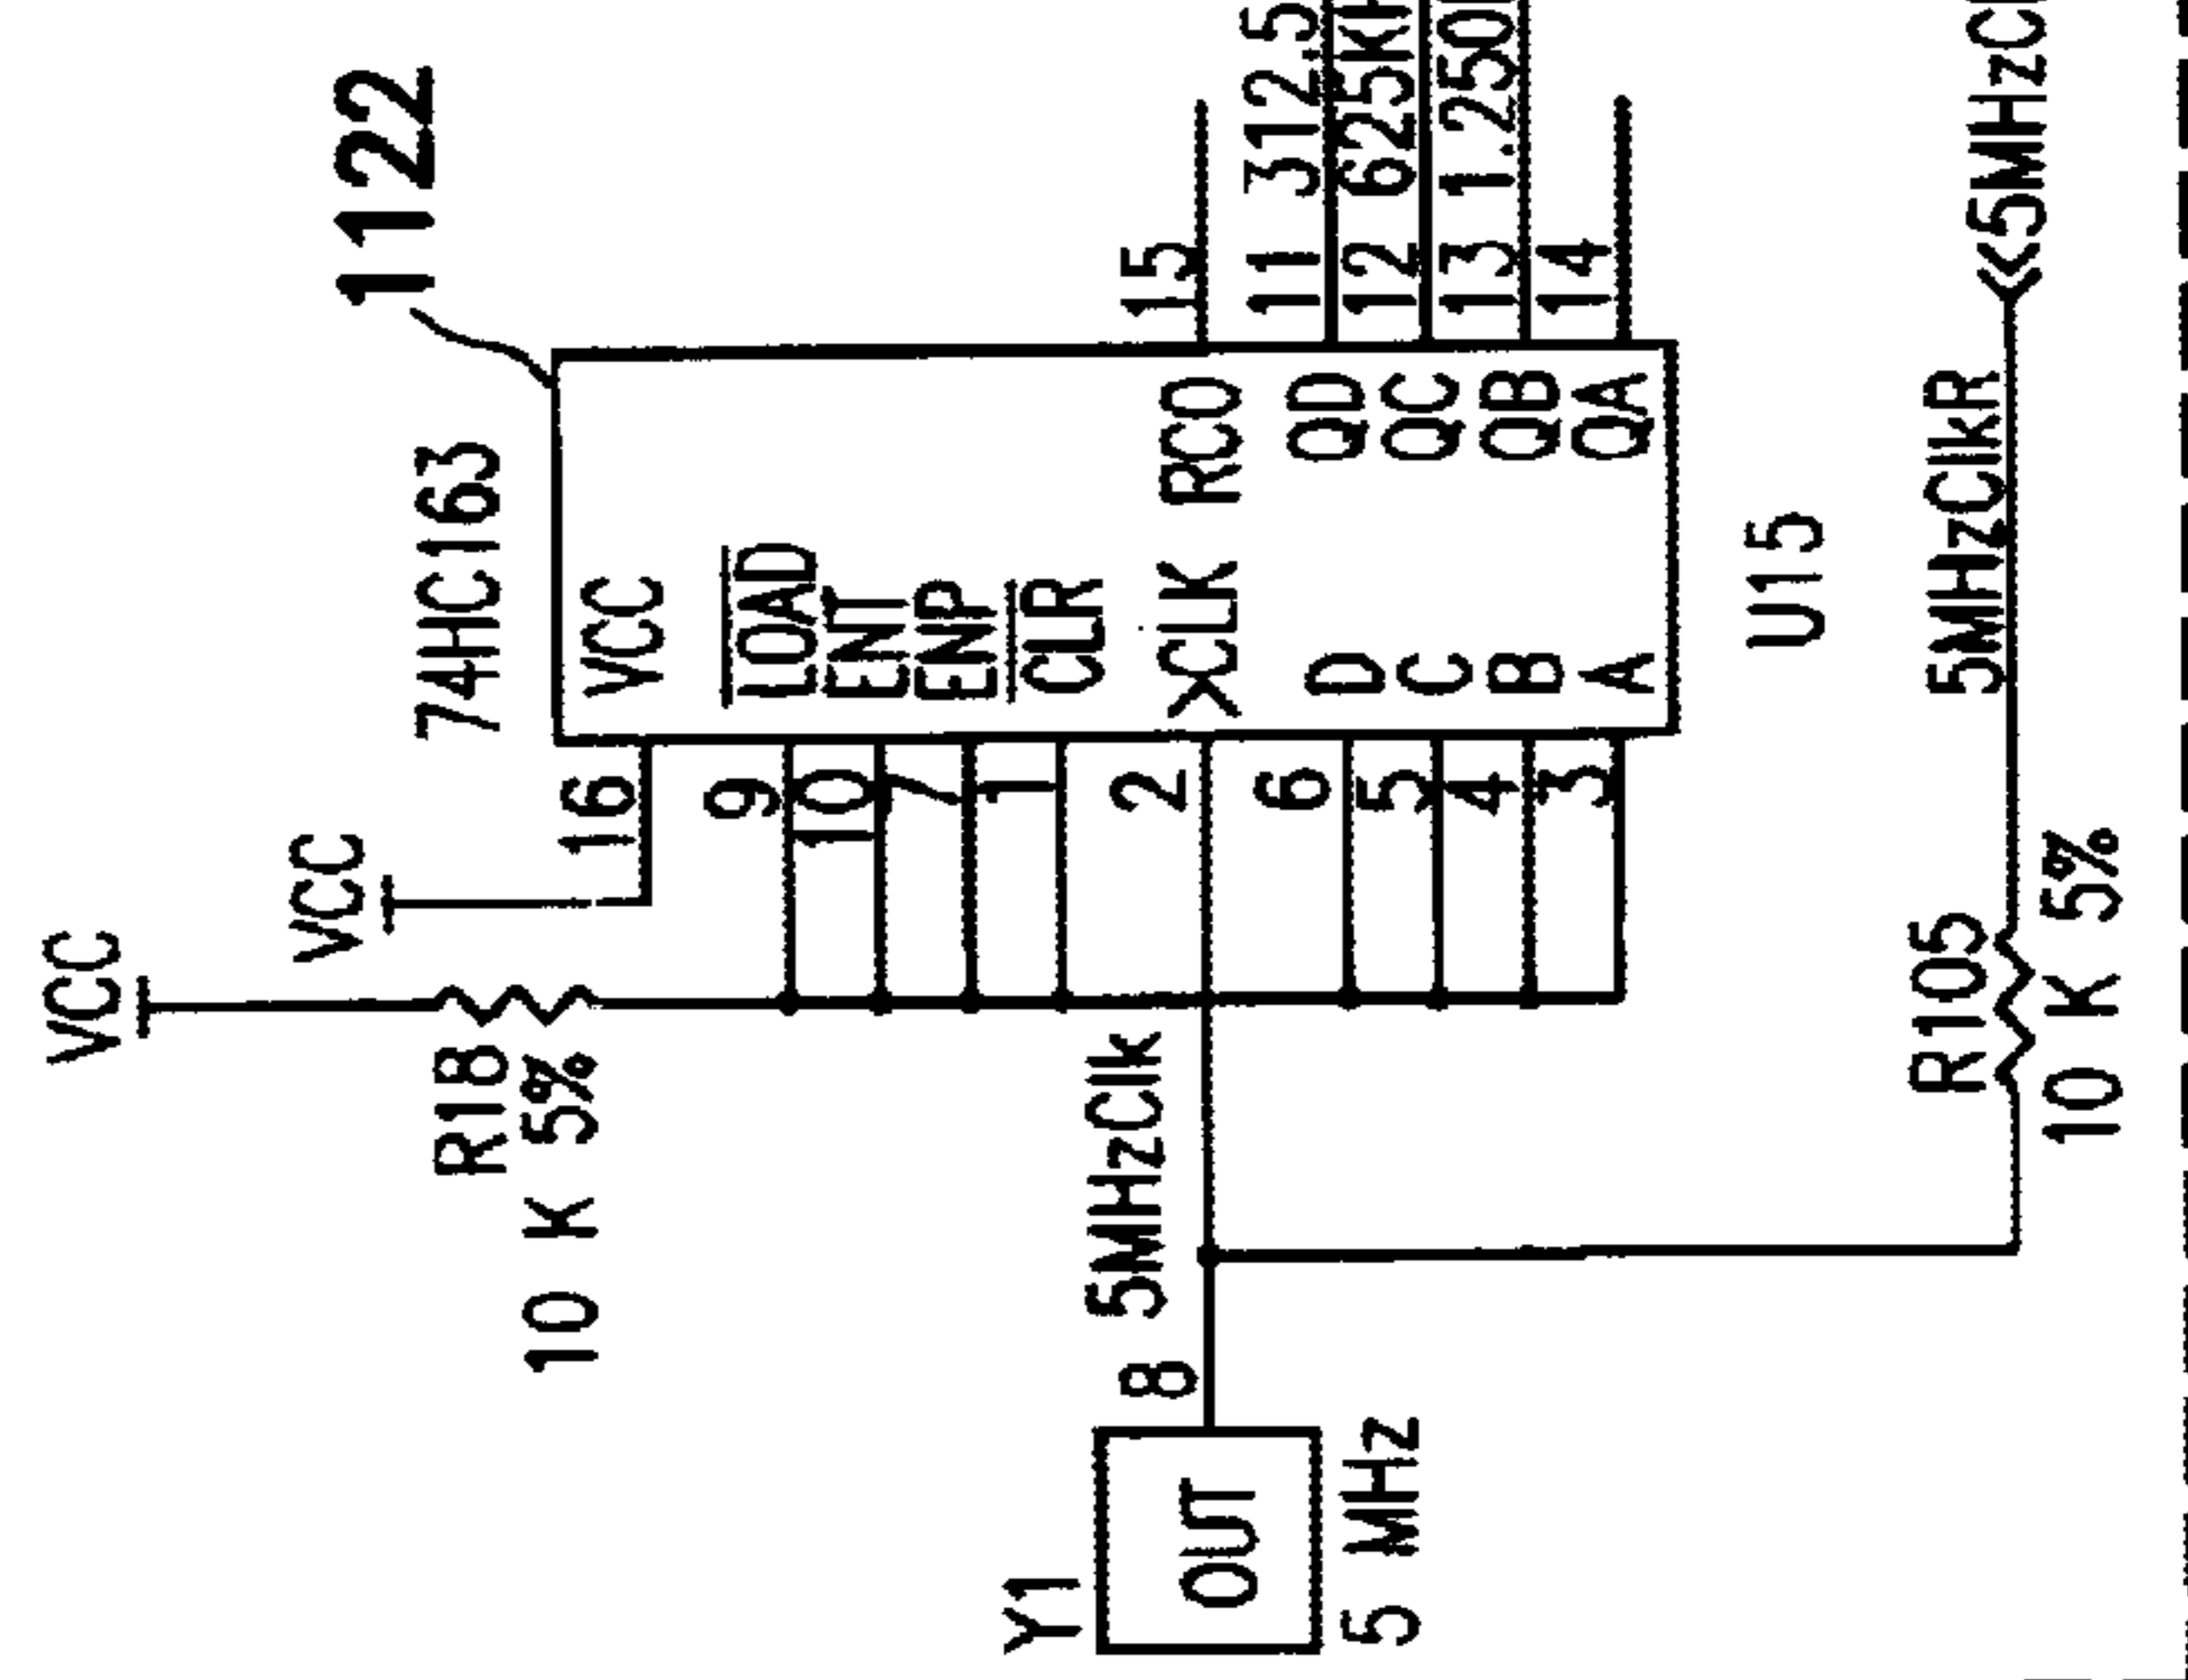 1122
74HC163
VCC
VCC
R18
10 K 5%
16
9
10
7
1
2
6
5
4
3
VCC
LOAD
ENT
ENP
CLR
CLK
D
C
B
A
RCO
QD
QC
QB
QA
15
11
12
13
14
312.5
625K
1.250
U15
5MHzClk
8
Y1
OUT
5 MHz
5MHzClkR
R105
10 K 5%
5MHzC